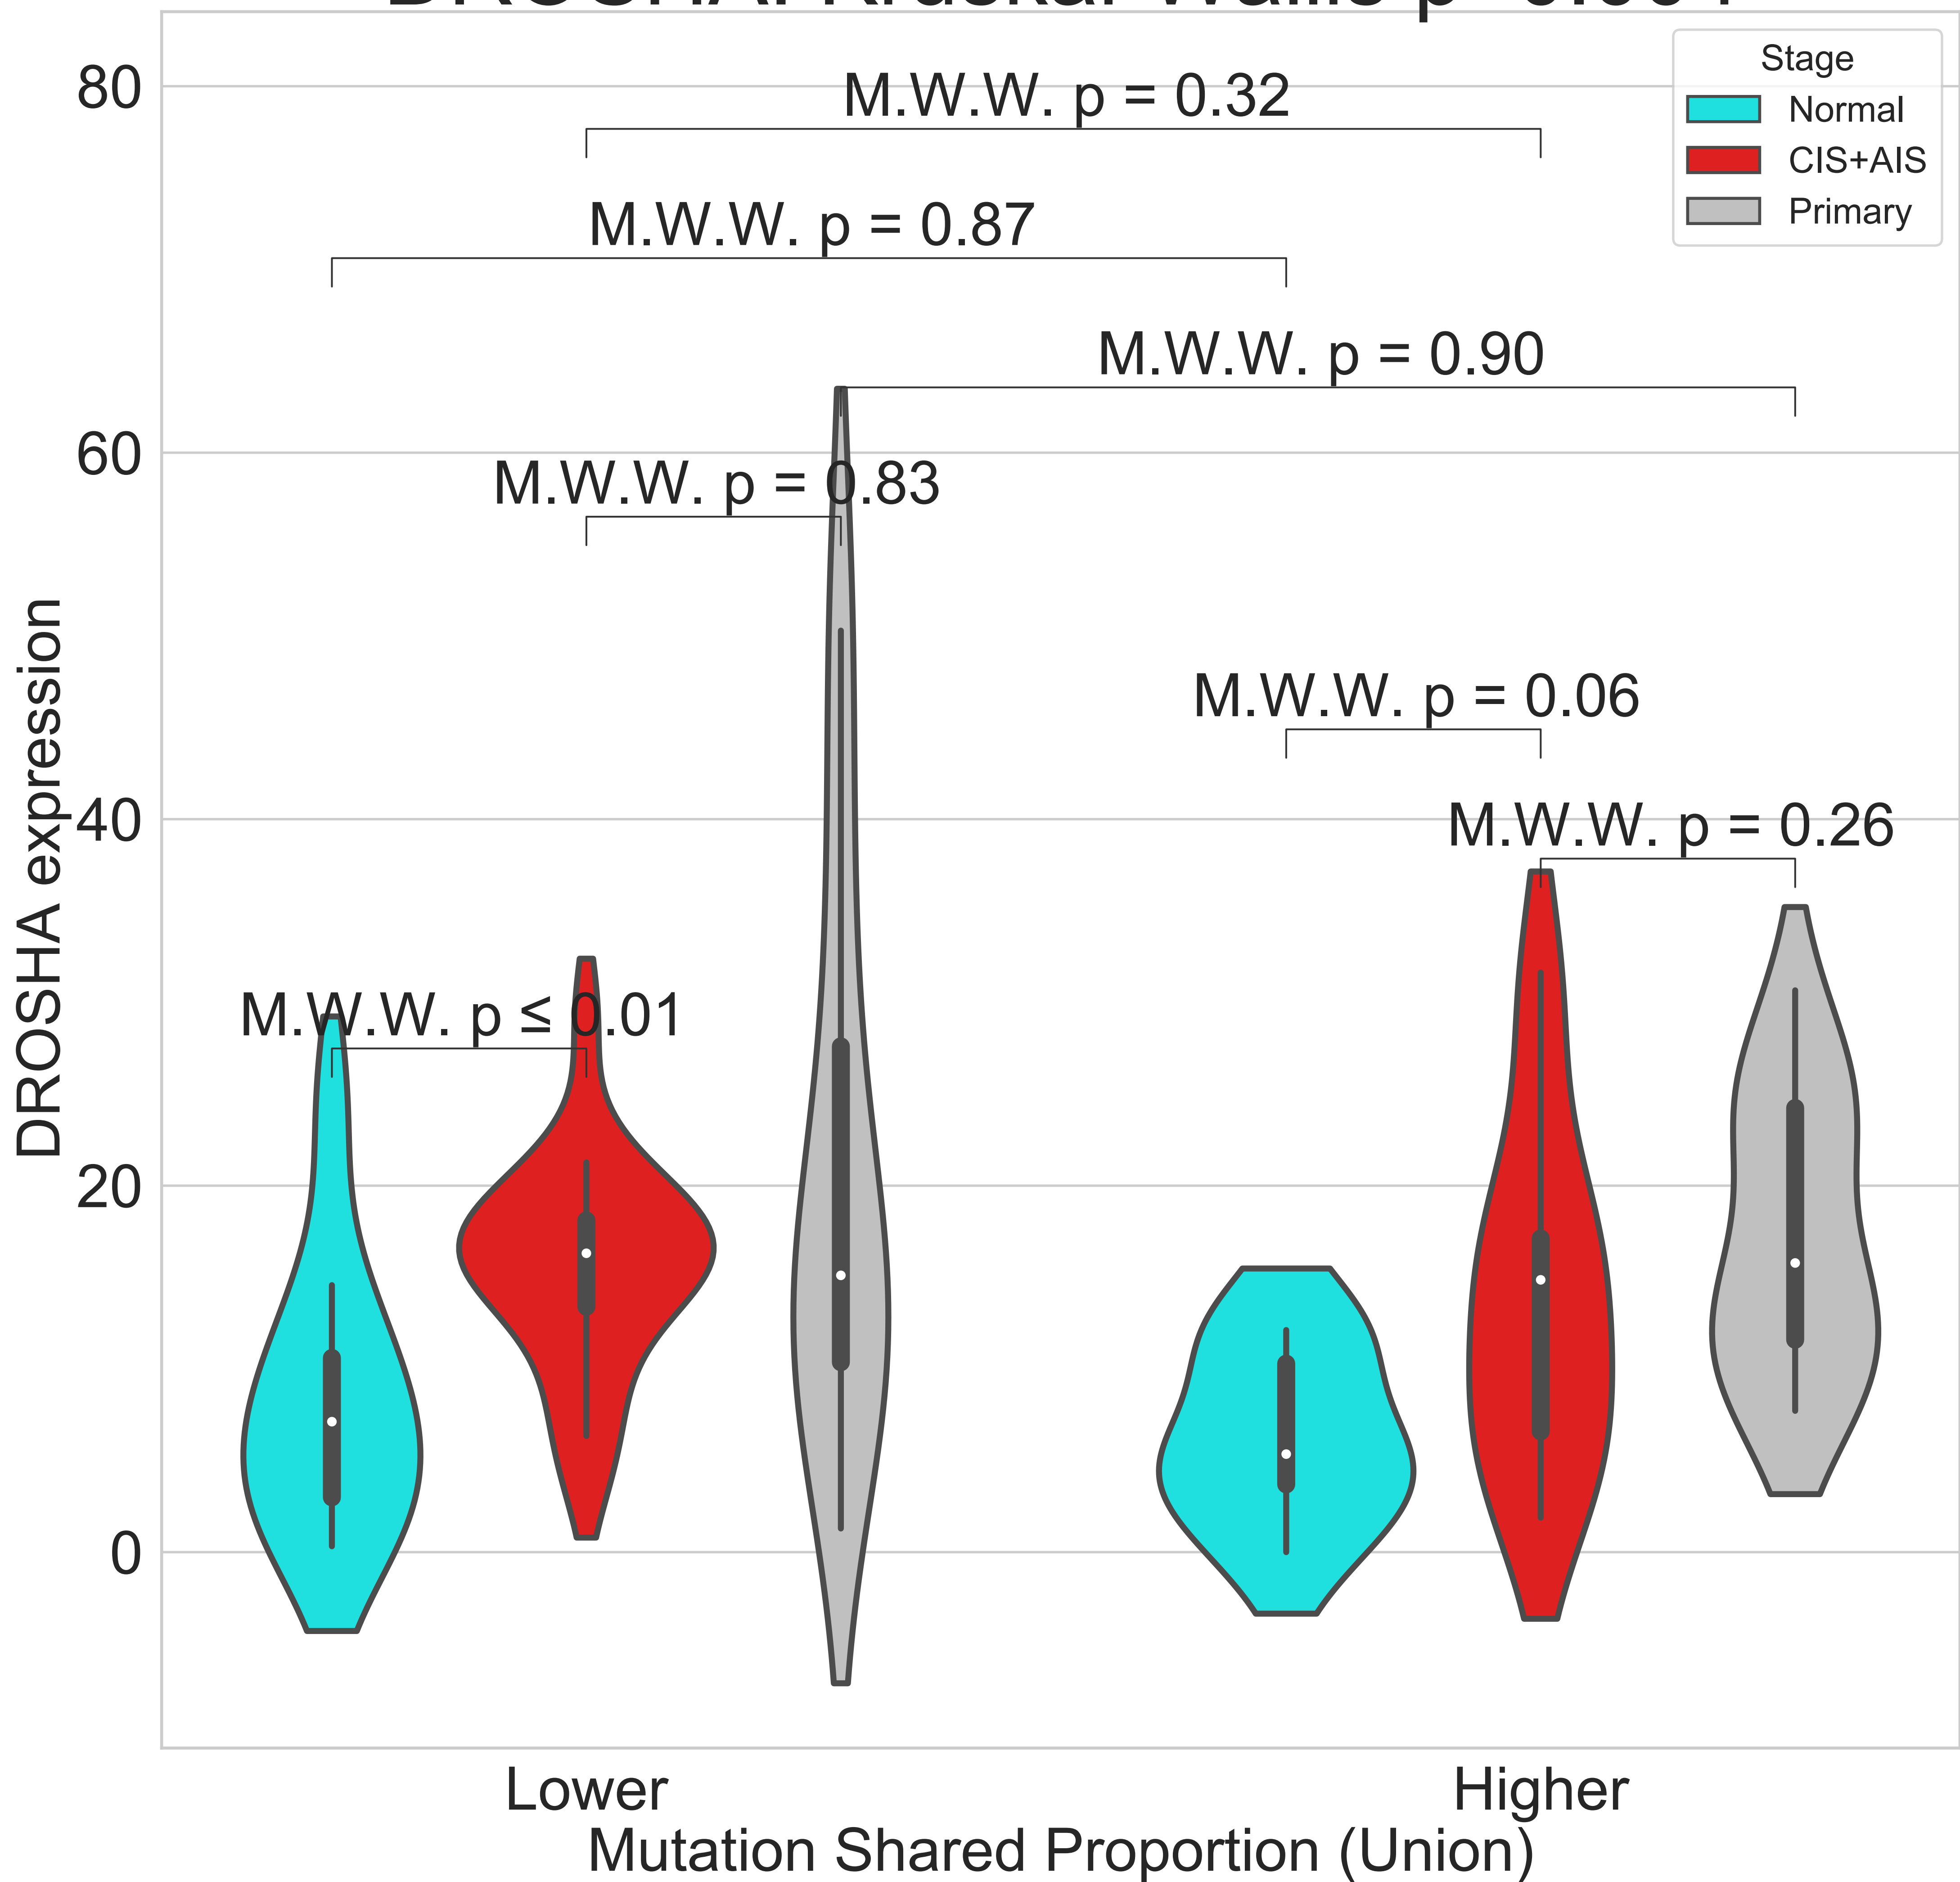 Stage
Normal
CIS+AIS
Primary
80
60
40
20
0
DROSHA expression
M.W.W. p = 0.32
M.W.W. p = 0.87
M.W.W. p = 0.90
M.W.W. p = 0.83
M.W.W. p = 0.06
M.W.W. p = 0.26
M.W.W. p ≤ 0.01
Lower
Higher
Mutation Shared Proportion (Union)